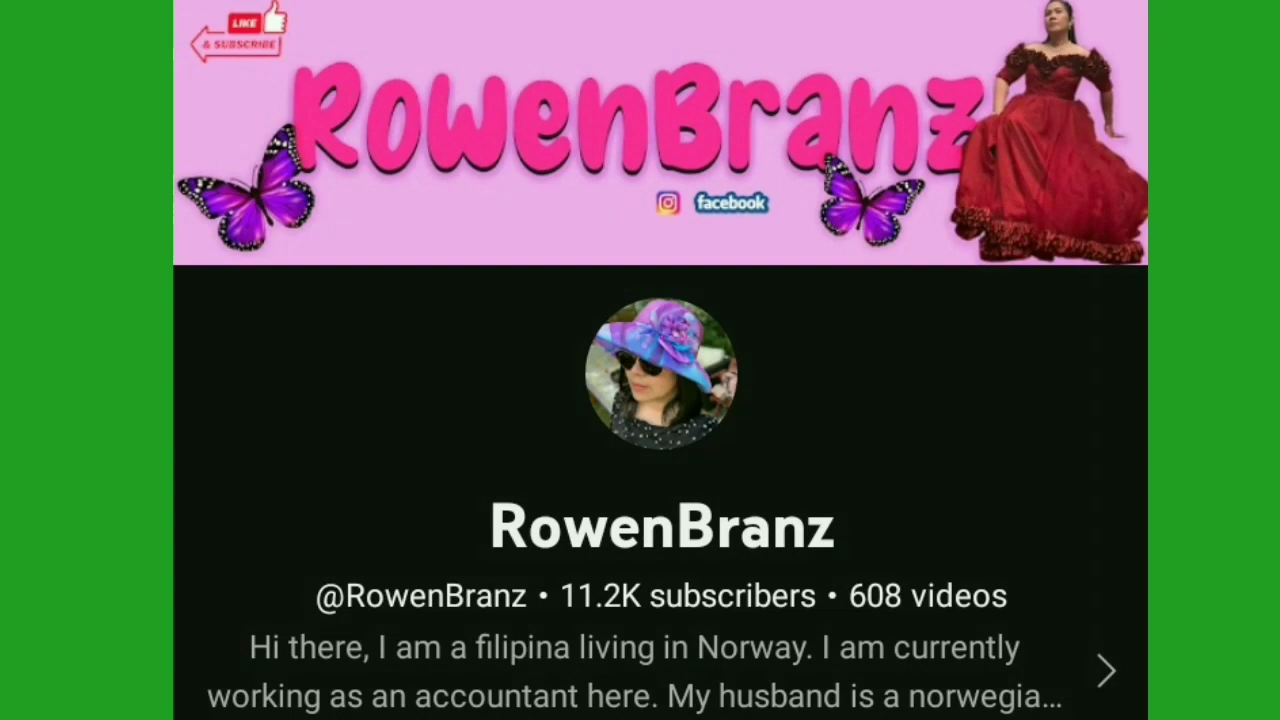 LIKE
& SUBSCRIBE
RowenBranz
facebook
RowenBranz
@RowenBranz • 11.2K subscribers • 608 videos
Hi there, I am a filipina living in Norway. I am currently
working as an accountant here. My husband is a norwegia...